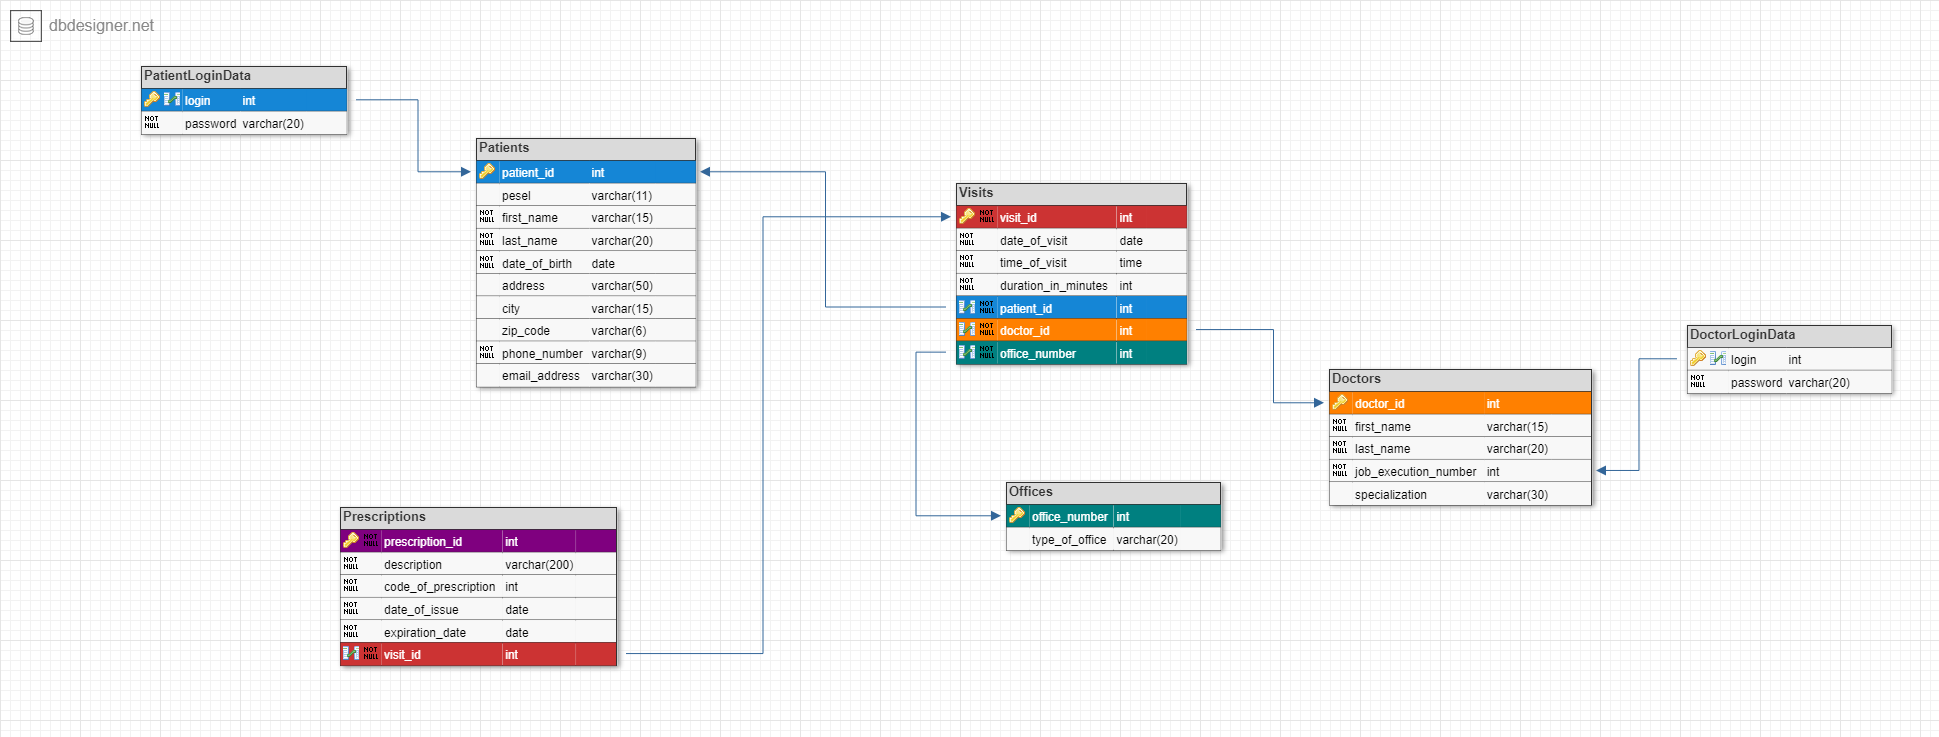 dbdesigner.net
PatientLoginData
login int
NOT NULL password varchar(20)
Patients
patient_id int
pesel varchar(11)
NOT NULL first_name varchar(15)
NOT NULL last_name varchar(20)
NOT NULL date_of_birth date
address varchar(50)
city varchar(15)
zip_code varchar(6)
NOT NULL phone_number varchar(9)
email_address varchar(30)
Visits
NOT NULL visit_id int
NOT NULL date_of_visit date
NOT NULL time_of_visit time
NOT NULL duration_in_minutes int
NOT NULL patient_id int
NOT NULL doctor_id int
NOT NULL office_number int
DoctorLoginData
login int
NOT NULL password varchar(20)
Doctors
doctor_id int
NOT NULL first_name varchar(15)
NOT NULL last_name varchar(20)
NOT NULL job_execution_number int
specialization varchar(30)
Offices
office_number int
type_of_office varchar(20)
Prescriptions
NOT NULL prescription_id int
NOT NULL description varchar(200)
NOT NULL code_of_prescription int
NOT NULL date_of_issue date
NOT NULL expiration_date date
NOT NULL visit_id int